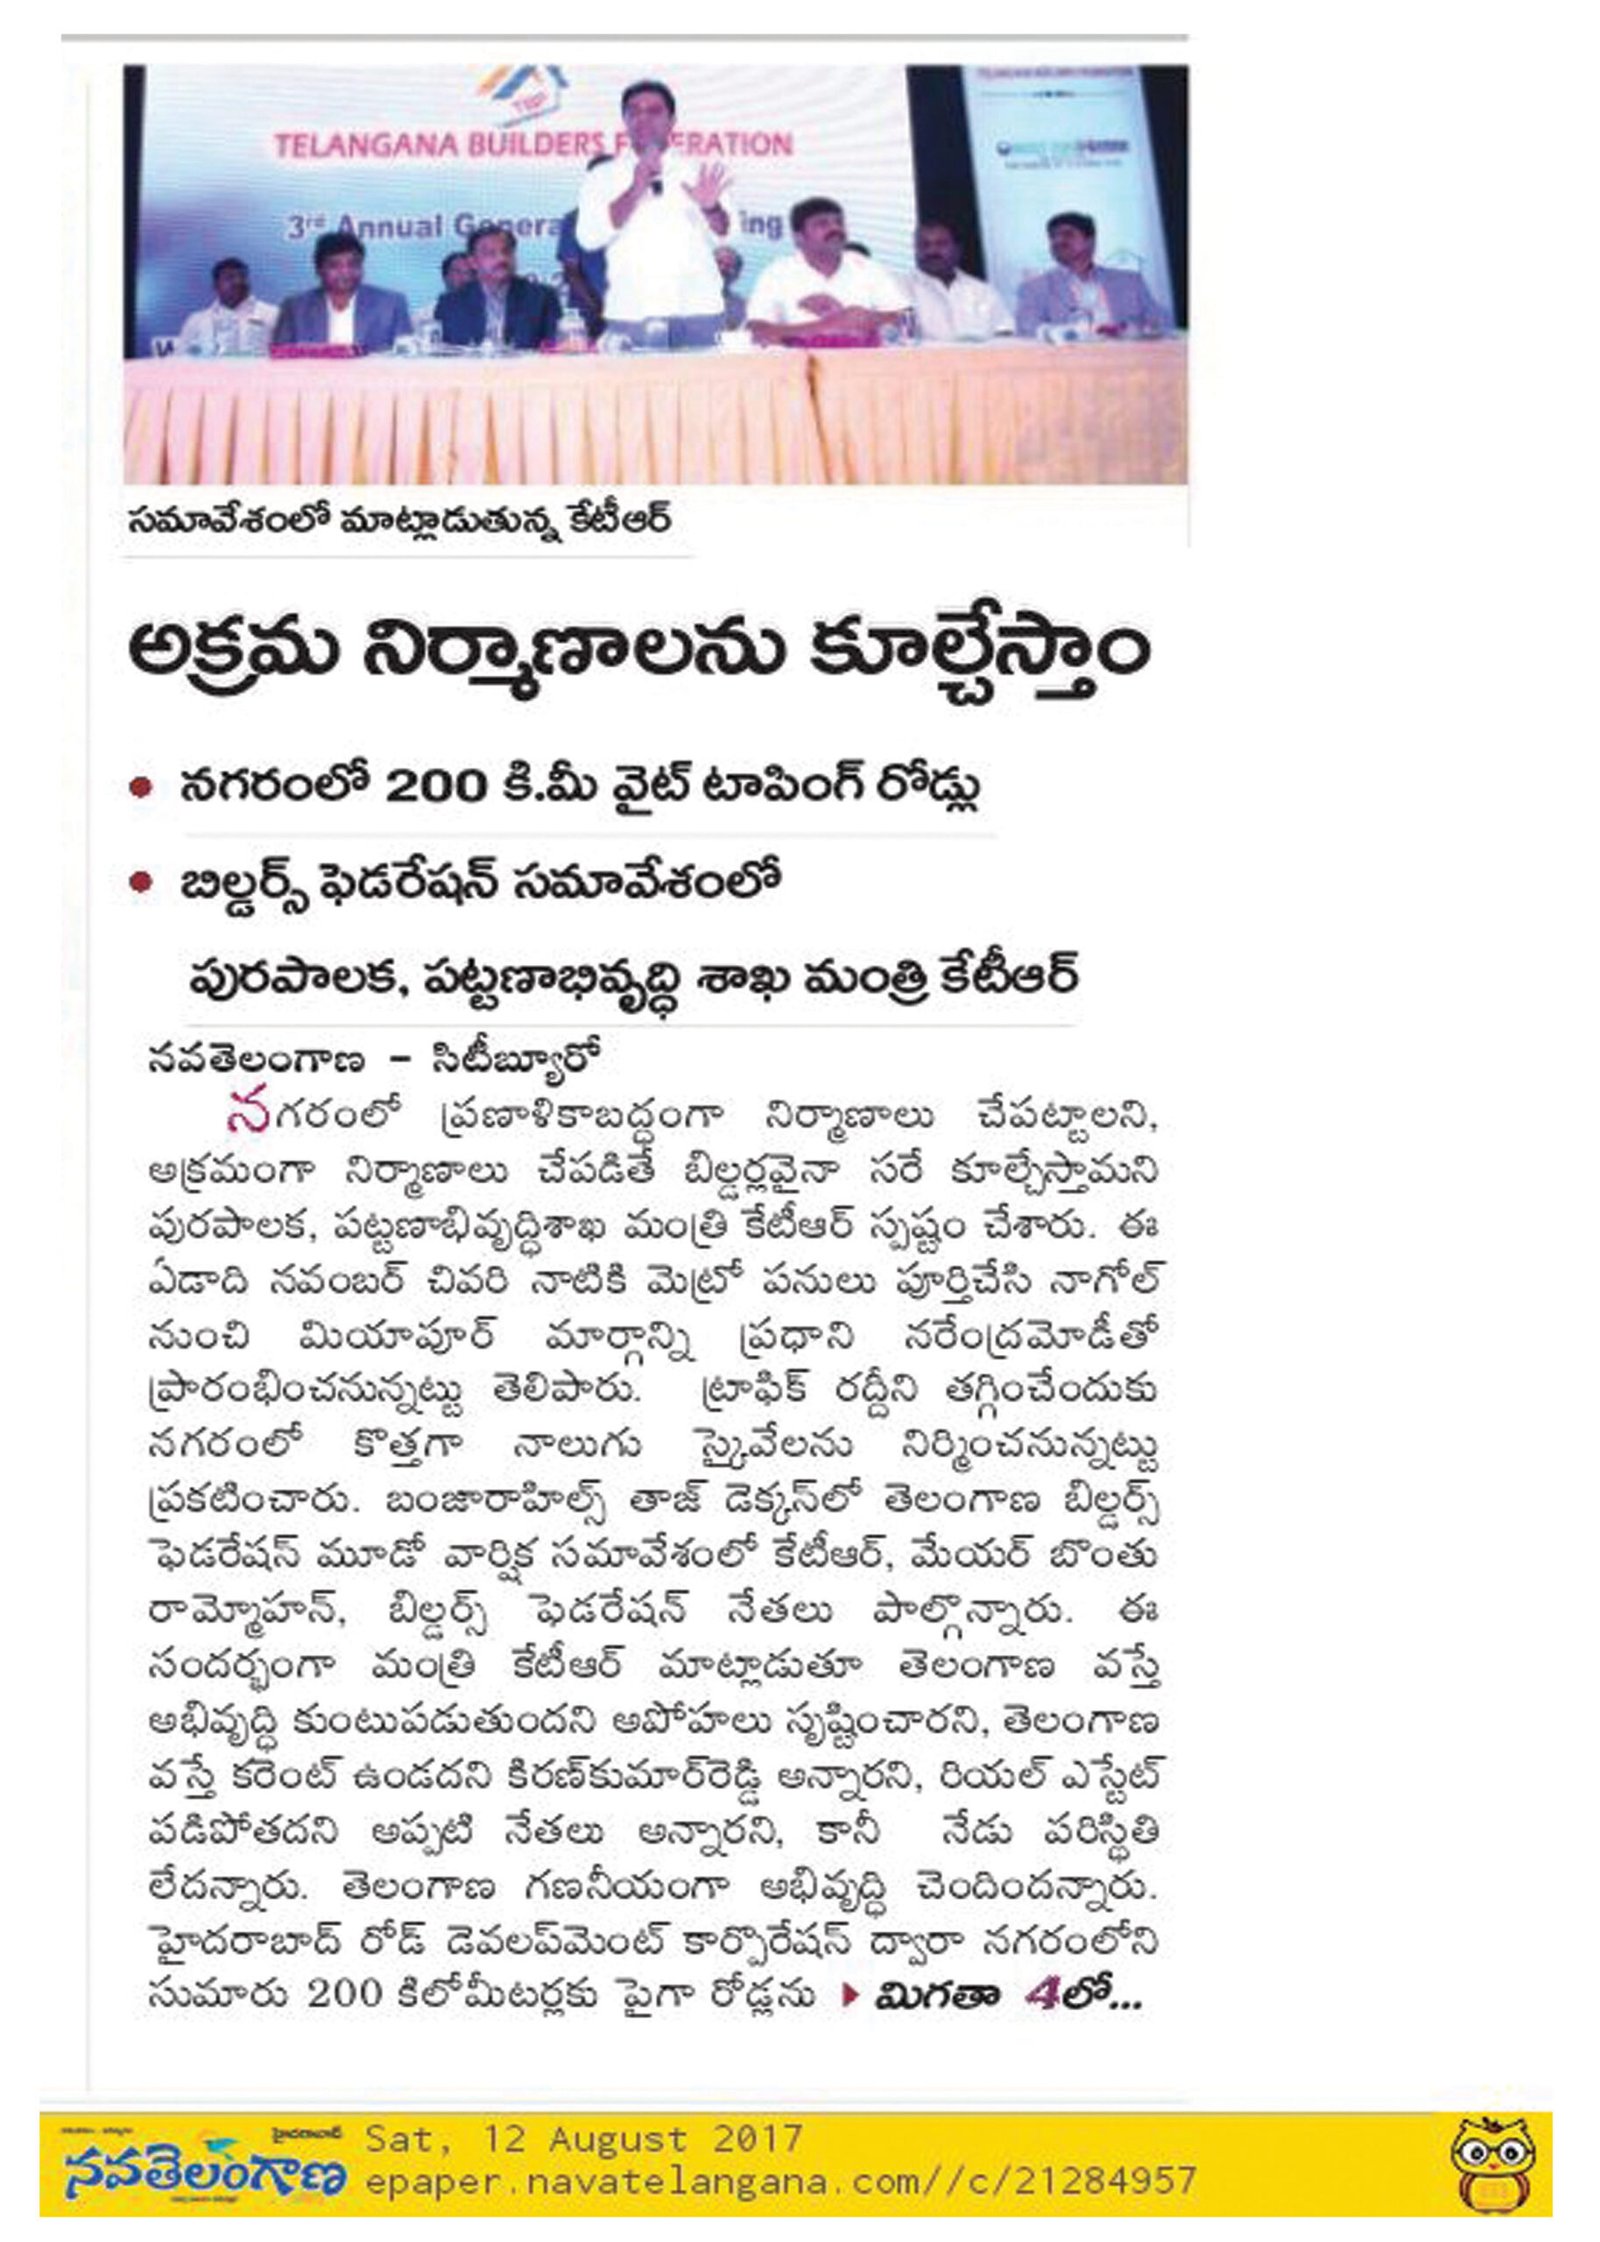 TELANGANA BUILDERS
3rd Annual
సమావేశంలో మాట్లాడుతున్న కేటీఆర్
అక్రమ నిర్మాణాలను కూల్చేస్తాం
• నగరంలో 200 కి.మీ వైట్ టాపింగ్ రోడ్లు
• బిల్డర్స్ ఫెడరేషన్ సమావేశంలో
పురపాలక, పట్టణాభివృద్ధి శాఖ మంత్రి కేటీఆర్
నవతెలంగాణ - సిటీబ్యూరో
నగరంలో ప్రణాళికాబద్ధంగా నిర్మాణాలు చేపట్టాలని,
అక్రమంగా నిర్మాణాలు చేపడితే బిల్డర్లవైనా సరే కూల్చేస్తామని
పురపాలక, పట్టణాభివృద్ధిశాఖ మంత్రి కేటీఆర్ స్పష్టం చేశారు. ఈ
ఏడాది నవంబర్ చివరి నాటికి మెట్రో పనులు పూర్తిచేసి నాగోల్
నుంచి మియాపూర్ మార్గాన్ని ప్రధాని నరేంద్రమోడీతో
ప్రారంభించనున్నట్టు తెలిపారు. ట్రాఫిక్ రద్దీని తగ్గించేందుకు
నగరంలో కొత్తగా నాలుగు స్కైవేలను నిర్మించనున్నట్టు
ప్రకటించారు. బంజారాహిల్స్ తాజ్ డెక్కన్‌లో తెలంగాణ బిల్డర్స్
ఫెడరేషన్ మూడో వార్షిక సమావేశంలో కేటీఆర్, మేయర్ బొంతు
రామ్మోహన్, బిల్డర్స్ ఫెడరేషన్ నేతలు పాల్గొన్నారు. ఈ
సందర్భంగా మంత్రి కేటీఆర్ మాట్లాడుతూ తెలంగాణ వస్తే
అభివృద్ధి కుంటుపడుతుందని అపోహలు సృష్టించారని, తెలంగాణ
వస్తే కరెంట్ ఉండదని కిరణ్‌కుమార్‌రెడ్డి అన్నారని, రియల్ ఎస్టేట్
పడిపోతదని అప్పటి నేతలు అన్నారని, కానీ నేడు పరిస్థితి
లేదన్నారు. తెలంగాణ గణనీయంగా అభివృద్ధి చెందిందన్నారు.
హైదరాబాద్ రోడ్ డెవలప్‌మెంట్ కార్పొరేషన్ ద్వారా నగరంలోని
సుమారు 200 కిలోమీటర్లకు పైగా రోడ్లను ▶ మిగతా 4లో...
హైదరాబాద్
నవతెలంగాణ
Sat, 12 August 2017
epaper.navatelangana.com//c/21284957